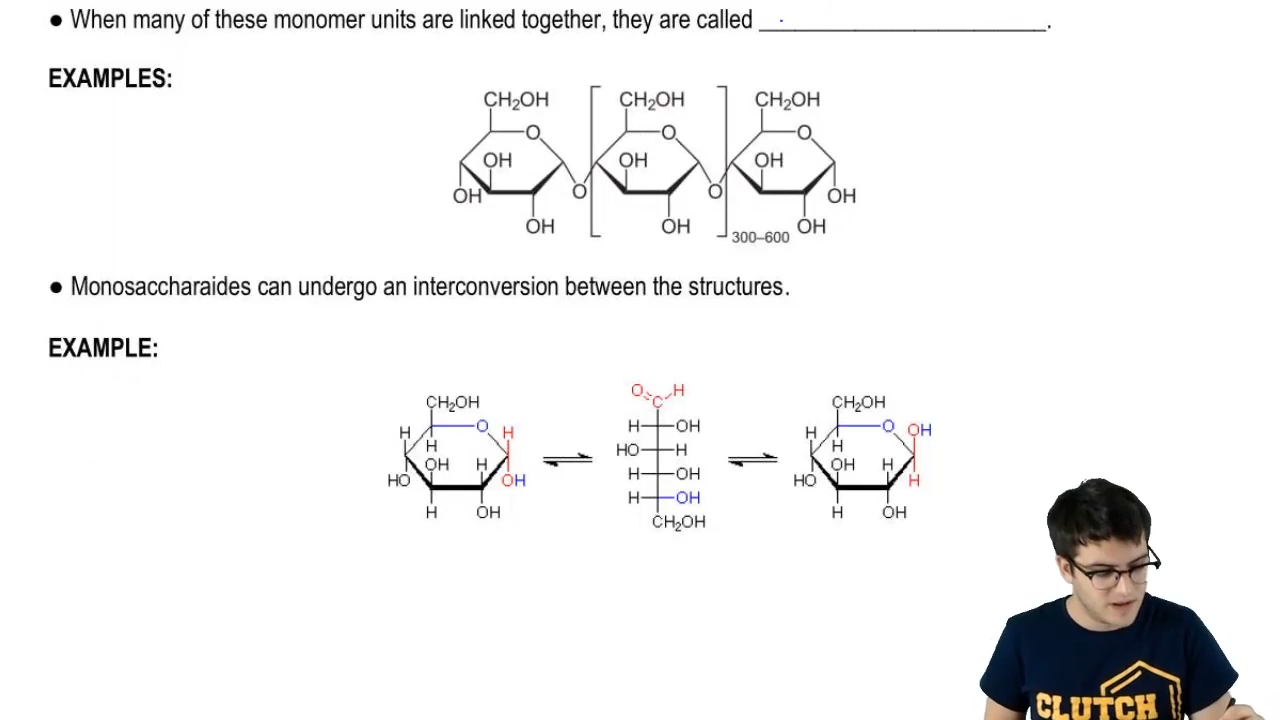 ● When many of these monomer units are linked together, they are called ________________________.
EXAMPLES:
CH₂OH CH₂OH CH₂OH
O O O
OH OH OH
OH O O OH
OH OH OH
300–600
● Monosaccharaides can undergo an interconversion between the structures.
EXAMPLE:
O H
C
CH₂OH CH₂OH
H O H H OH H O OH
H HO H H
OH H H OH OH H
HO OH H OH HO H
H OH CH₂OH H OH
CLUTCH